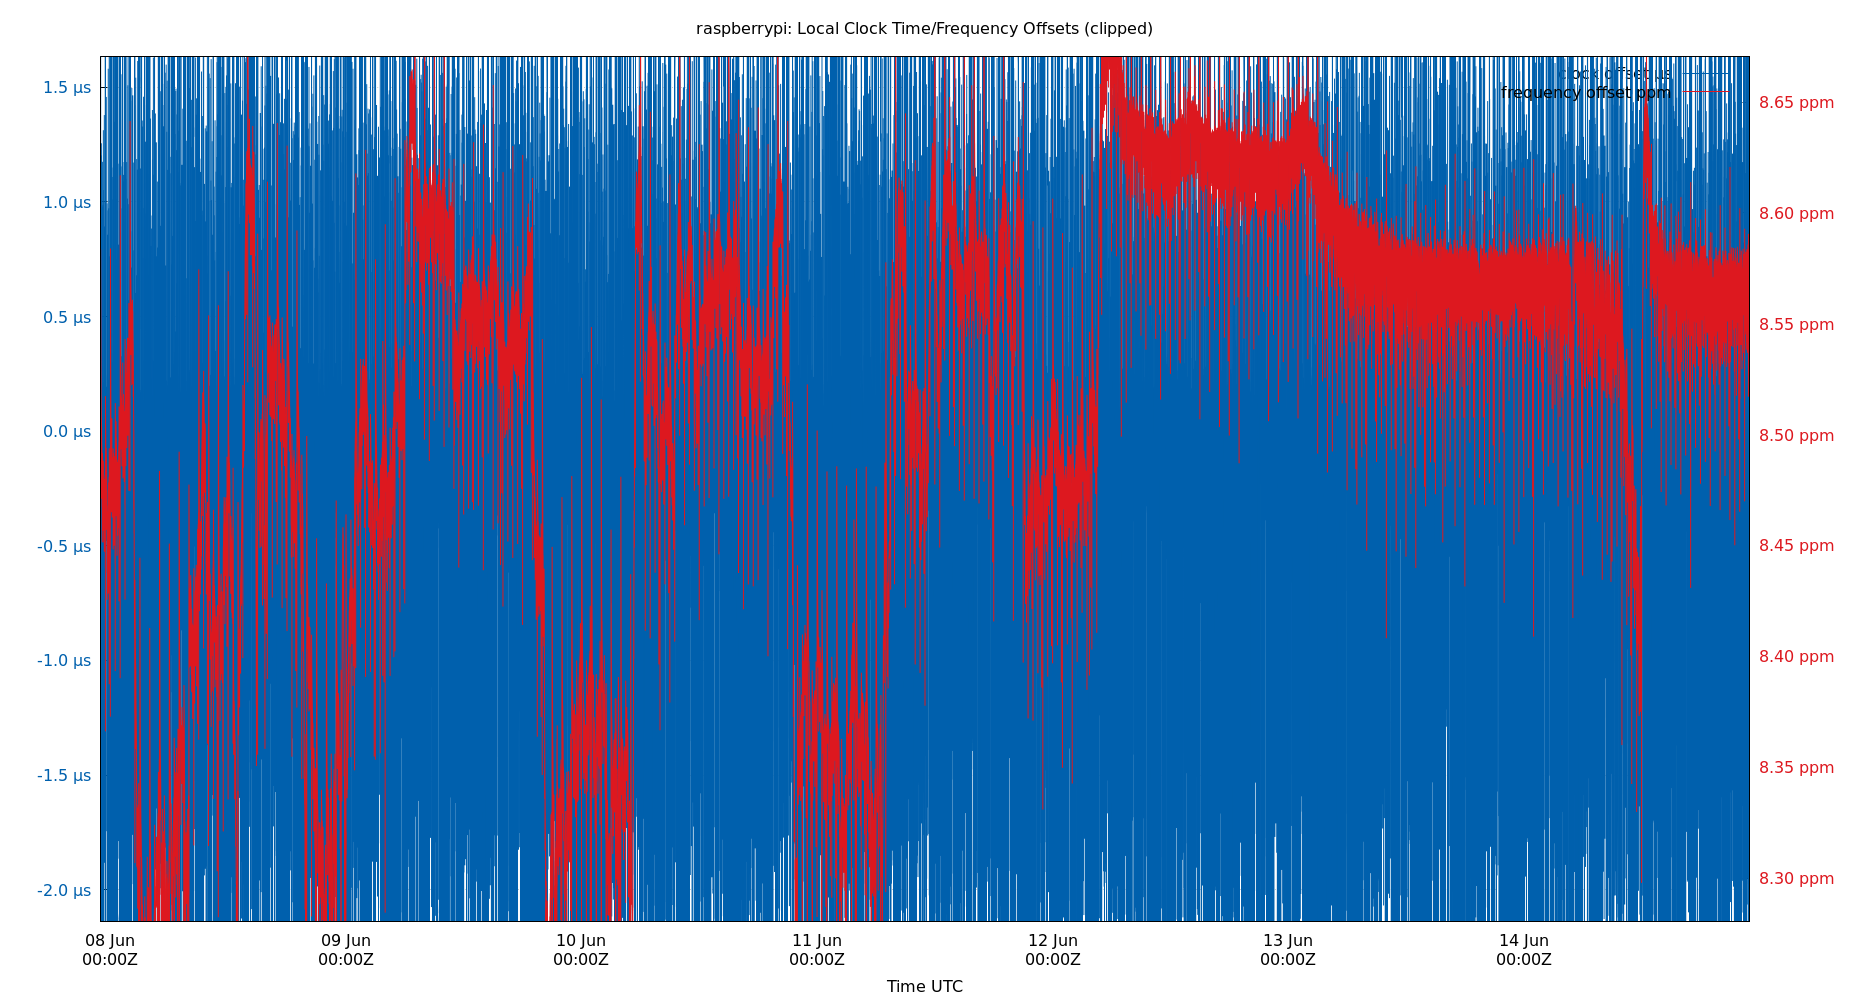 raspberrypi: Local Clock Time/Frequency Offsets (clipped)
clock offset µs
frequency offset ppm
1.5 µs
1.0 µs
0.5 µs
0.0 µs
-0.5 µs
-1.0 µs
-1.5 µs
-2.0 µs
8.65 ppm
8.60 ppm
8.55 ppm
8.50 ppm
8.45 ppm
8.40 ppm
8.35 ppm
8.30 ppm
08 Jun 09 Jun 10 Jun 11 Jun 12 Jun 13 Jun 14 Jun
00:00Z 00:00Z 00:00Z 00:00Z 00:00Z 00:00Z 00:00Z
Time UTC